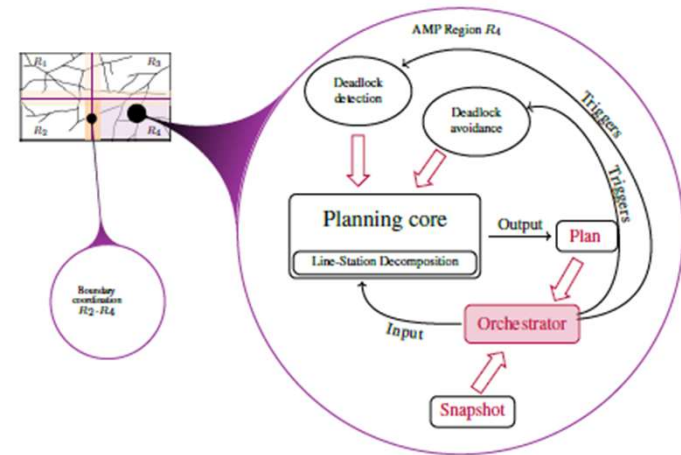 AMP Region R4
R1
R3
R2
R4
Deadlock
detection
Deadlock
avoidance
Triggers
Triggers
Planning core
Line-Station Decomposition
Output
Plan
Input
Orchestrator
Snapshot
Boundary
coordination
R2-R4